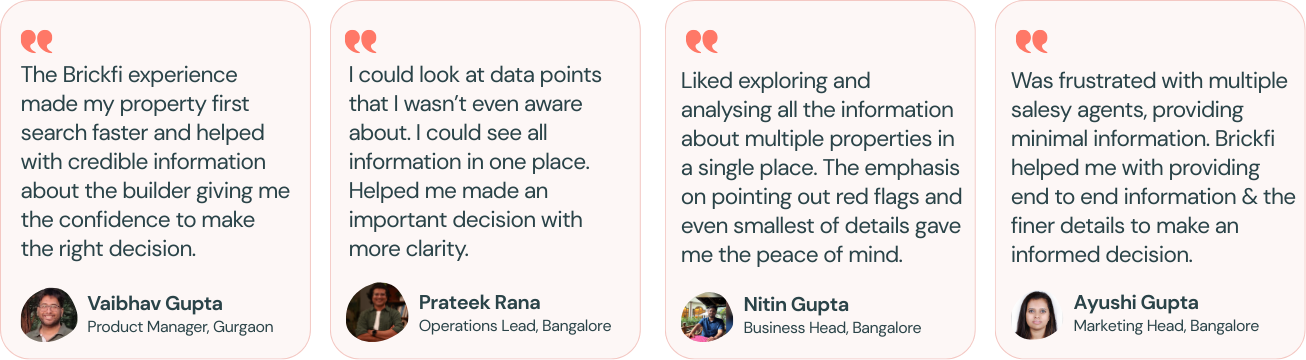 The Brickfi experience
made my property first
search faster and helped
with credible information
about the builder giving me
the confidence to make
the right decision.
Vaibhav Gupta
Product Manager, Gurgaon
I could look at data points
that I wasn’t even aware
about. I could see all
information in one place.
Helped me made an
important decision with
more clarity.
Prateek Rana
Operations Lead, Bangalore
Liked exploring and
analysing all the information
about multiple properties in
a single place. The emphasis
on pointing out red flags and
even smallest of details gave
me the peace of mind.
Nitin Gupta
Business Head, Bangalore
Was frustrated with multiple
salesy agents, providing
minimal information. Brickfi
helped me with providing
end to end information & the
finer details to make an
informed decision.
Ayushi Gupta
Marketing Head, Bangalore